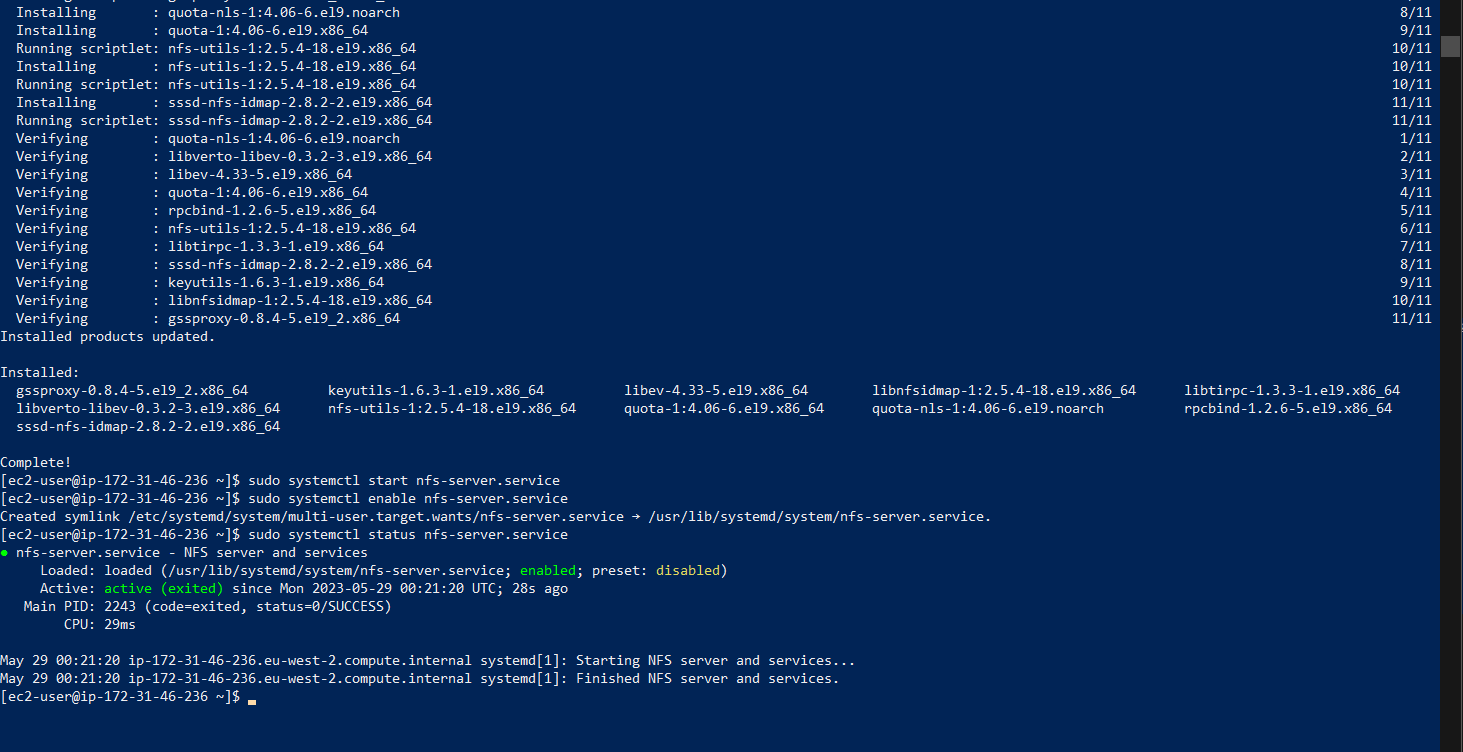 Installing : quota-nls-1:4.06-6.el9.noarch 8/11
Installing : quota-1:4.06-6.el9.x86_64 9/11
Running scriptlet: nfs-utils-1:2.5.4-18.el9.x86_64 10/11
Installing : nfs-utils-1:2.5.4-18.el9.x86_64 10/11
Running scriptlet: nfs-utils-1:2.5.4-18.el9.x86_64 10/11
Installing : sssd-nfs-idmap-2.8.2-2.el9.x86_64 11/11
Running scriptlet: sssd-nfs-idmap-2.8.2-2.el9.x86_64 11/11
Verifying : quota-nls-1:4.06-6.el9.noarch 1/11
Verifying : libverto-libev-0.3.2-3.el9.x86_64 2/11
Verifying : libev-4.33-5.el9.x86_64 3/11
Verifying : quota-1:4.06-6.el9.x86_64 4/11
Verifying : rpcbind-1.2.6-5.el9.x86_64 5/11
Verifying : nfs-utils-1:2.5.4-18.el9.x86_64 6/11
Verifying : libtirpc-1.3.3-1.el9.x86_64 7/11
Verifying : sssd-nfs-idmap-2.8.2-2.el9.x86_64 8/11
Verifying : keyutils-1.6.3-1.el9.x86_64 9/11
Verifying : libnfsidmap-1:2.5.4-18.el9.x86_64 10/11
Verifying : gssproxy-0.8.4-5.el9_2.x86_64 11/11
Installed products updated.
Installed:
gssproxy-0.8.4-5.el9_2.x86_64 keyutils-1.6.3-1.el9.x86_64 libev-4.33-5.el9.x86_64 libnfsidmap-1:2.5.4-18.el9.x86_64 libtirpc-1.3.3-1.el9.x86_64
libverto-libev-0.3.2-3.el9.x86_64 nfs-utils-1:2.5.4-18.el9.x86_64 quota-1:4.06-6.el9.x86_64 quota-nls-1:4.06-6.el9.noarch rpcbind-1.2.6-5.el9.x86_64
sssd-nfs-idmap-2.8.2-2.el9.x86_64
Complete!
[ec2-user@ip-172-31-46-236 ~]$ sudo systemctl start nfs-server.service
[ec2-user@ip-172-31-46-236 ~]$ sudo systemctl enable nfs-server.service
Created symlink /etc/systemd/system/multi-user.target.wants/nfs-server.service → /usr/lib/systemd/system/nfs-server.service.
[ec2-user@ip-172-31-46-236 ~]$ sudo systemctl status nfs-server.service
● nfs-server.service - NFS server and services
Loaded: loaded (/usr/lib/systemd/system/nfs-server.service; enabled; preset: disabled)
Active: active (exited) since Mon 2023-05-29 00:21:20 UTC; 28s ago
Main PID: 2243 (code=exited, status=0/SUCCESS)
CPU: 29ms
May 29 00:21:20 ip-172-31-46-236.eu-west-2.compute.internal systemd[1]: Starting NFS server and services...
May 29 00:21:20 ip-172-31-46-236.eu-west-2.compute.internal systemd[1]: Finished NFS server and services.
[ec2-user@ip-172-31-46-236 ~]$